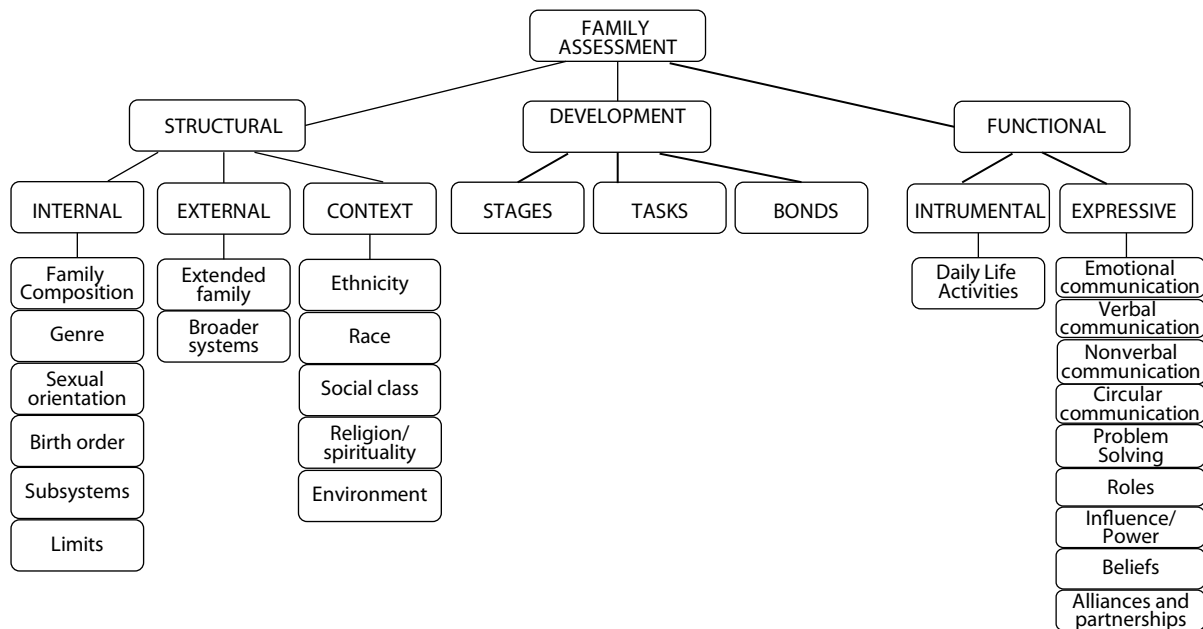 FAMILY
ASSESSMENT
STRUCTURAL
DEVELOPMENT
FUNCTIONAL
INTERNAL
EXTERNAL
CONTEXT
STAGES
TASKS
BONDS
INTRUMENTAL
EXPRESSIVE
Family
Composition
Genre
Sexual
orientation
Birth order
Subsystems
Limits
Extended
family
Broader
systems
Ethnicity
Race
Social class
Religion/
spirituality
Environment
Daily Life
Activities
Emotional
communication
Verbal
communication
Nonverbal
communication
Circular
communication
Problem
Solving
Roles
Influence/
Power
Beliefs
Alliances and
partnerships